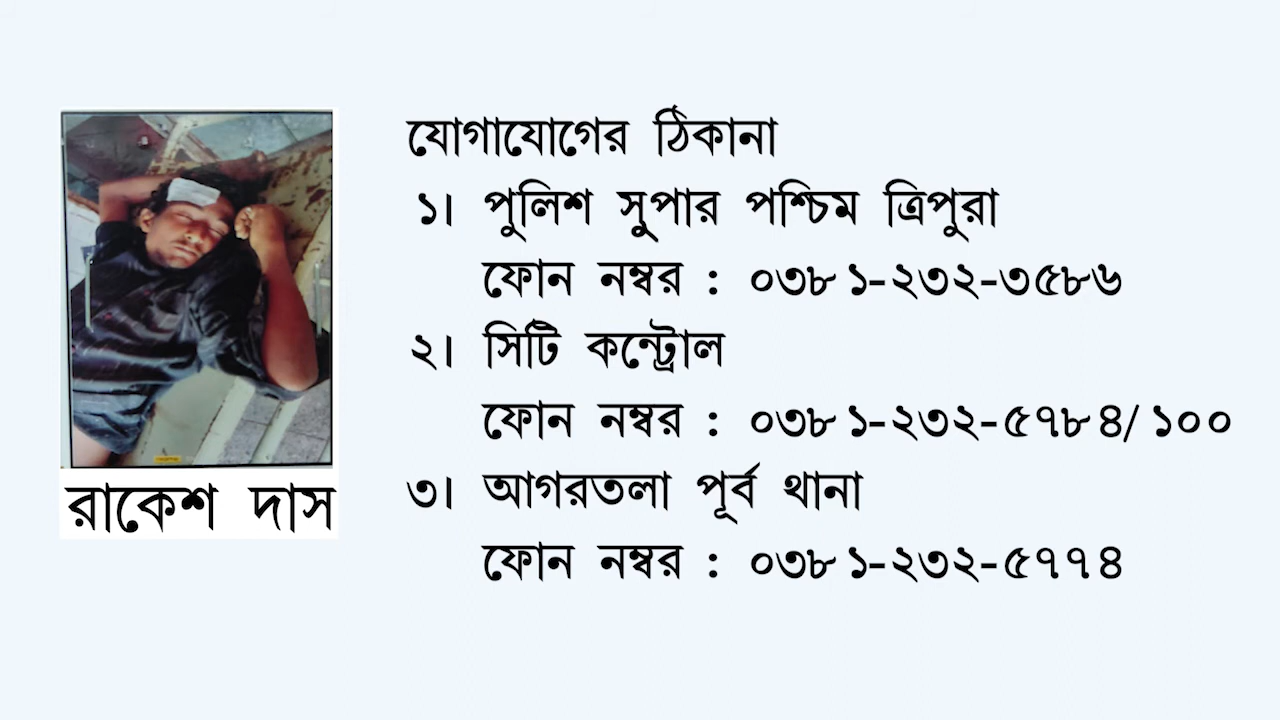 যোগাযোগের ঠিকানা
১। পুলিশ সুপার পশ্চিম ত্রিপুরা
ফোন নম্বর : ০৩৮১-২৩২-৩৫৮৬
২। সিটি কন্ট্রোল
ফোন নম্বর : ০৩৮১-২৩২-৫৭৮৪/১০০
৩। আগরতলা পূর্ব থানা
ফোন নম্বর : ০৩৮১-২৩২-৫৭৭৪
রাকেশ দাস